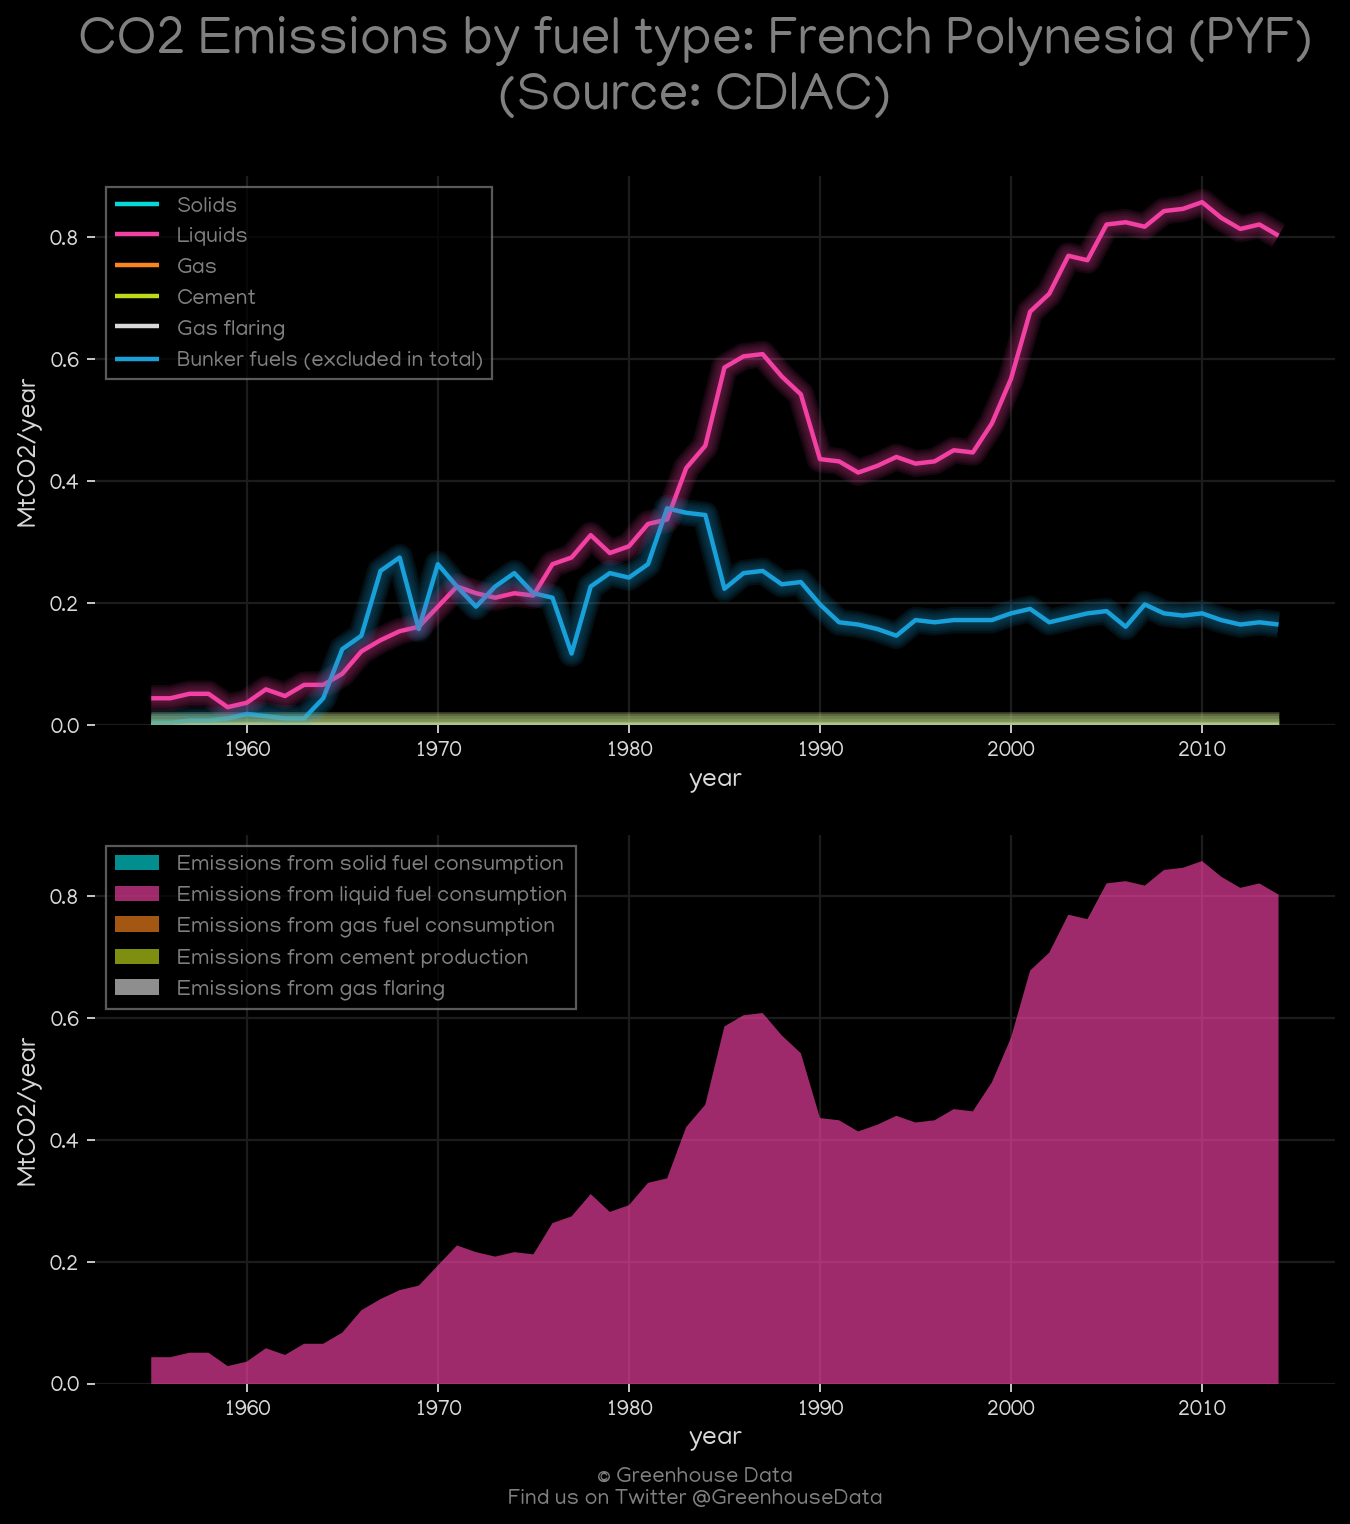 CO2 Emissions by fuel type: French Polynesia (PYF)
(Source: CDIAC)
Solids
Liquids
Gas
Cement
Gas flaring
Bunker fuels (excluded in total)
MtCO2/year
0.8
0.6
0.4
0.2
0.0
1960 1970 1980 1990 2000 2010
year
Emissions from solid fuel consumption
Emissions from liquid fuel consumption
Emissions from gas fuel consumption
Emissions from cement production
Emissions from gas flaring
MtCO2/year
0.8
0.6
0.4
0.2
0.0
1960 1970 1980 1990 2000 2010
year
© Greenhouse Data
Find us on Twitter @GreenhouseData